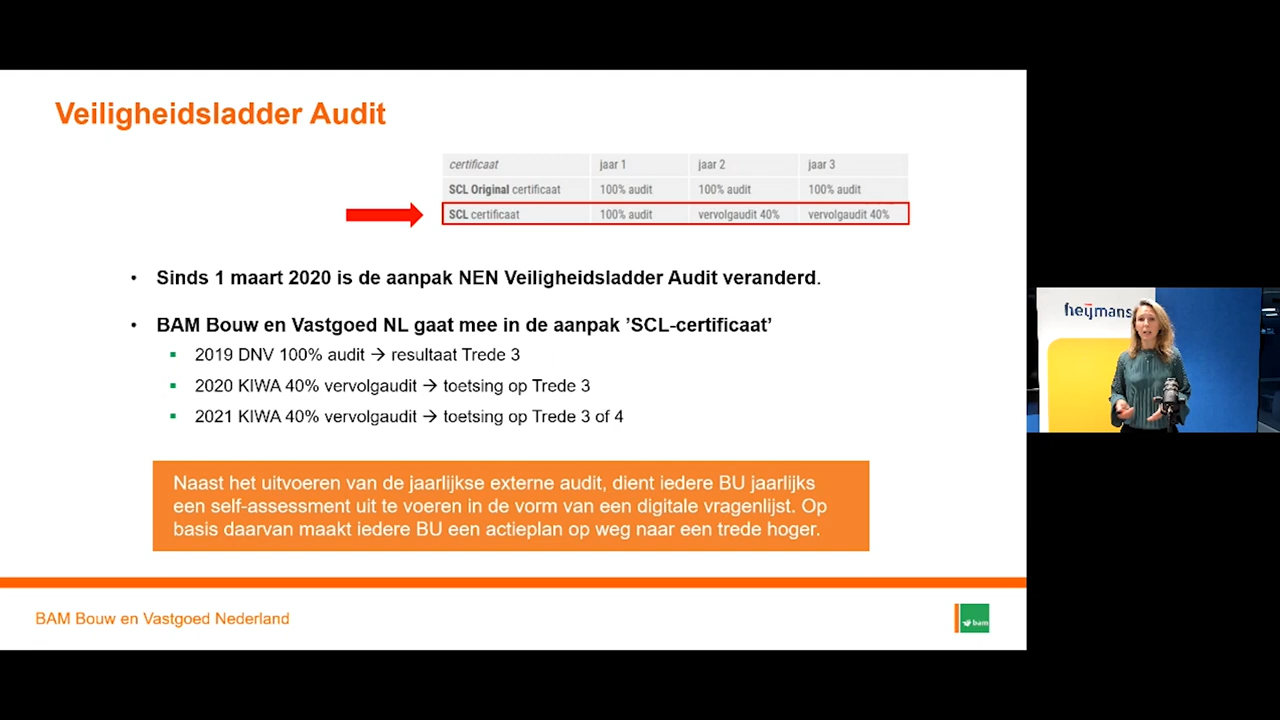 Veiligheidsladder Audit
certificaat jaar 1 jaar 2 jaar 3
SCL Original certificaat 100% audit 100% audit 100% audit
SCL certificaat 100% audit vervolgaudit 40% vervolgaudit 40%
• Sinds 1 maart 2020 is de aanpak NEN Veiligheidsladder Audit veranderd.
• BAM Bouw en Vastgoed NL gaat mee in de aanpak ’SCL-certificaat’
▪ 2019 DNV 100% audit → resultaat Trede 3
▪ 2020 KIWA 40% vervolgaudit → toetsing op Trede 3
▪ 2021 KIWA 40% vervolgaudit → toetsing op Trede 3 of 4
Naast het uitvoeren van de jaarlijkse externe audit, dient iedere BU jaarlijks
een self-assessment uit te voeren in de vorm van een digitale vragenlijst. Op
basis daarvan maakt iedere BU een actieplan op weg naar een trede hoger.
BAM Bouw en Vastgoed Nederland
bam
heijmans